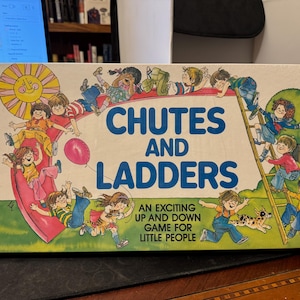 CHUTES
AND
LADDERS
AN EXCITING
UP AND DOWN
GAME FOR
LITTLE PEOPLE